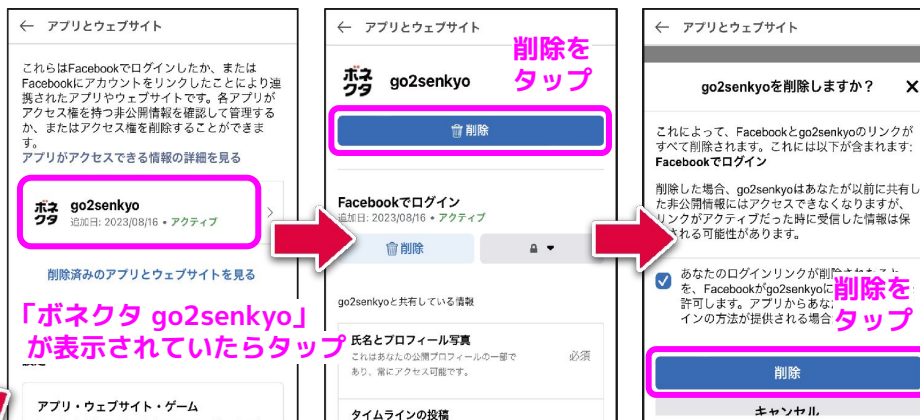 ← アプリとウェブサイト
これらはFacebookでログインしたか、または
Facebookにアカウントをリンクしたことにより連
携されたアプリやウェブサイトです。各アプリが
アクセス権を持つ非公開情報を確認して管理する
か、またはアクセス権を削除することができま
す。
アプリがアクセスできる情報の詳細を見る
ボネ
クタ
go2senkyo
追加日: 2023/08/16 • アクティブ
削除済みのアプリとウェブサイトを見る
「ボネクタ go2senkyo」
が表示されていたらタップ
アプリ・ウェブサイト・ゲーム
← アプリとウェブサイト
削除を
タップ
ボネ
クタ
go2senkyo
削除
Facebookでログイン
追加日: 2023/08/16 • アクティブ
削除
go2senkyoと共有している情報
氏名とプロフィール写真
これはあなたの公開プロフィールの一部で
あり、常にアクセス可能です。
必須
タイムラインの投稿
← アプリとウェブサイト
go2senkyoを削除しますか？ X
これによって、Facebookとgo2senkyoのリンクが
すべて削除されます。これには以下が含まれます:
Facebookでログイン
削除した場合、go2senkyoはあなたが以前に共有し
た非公開情報にはアクセスできなくなりますが、
リンクがアクティブだった時に受信した情報は保
される可能性があります。
あなたのログインリンクが削除されたこと
を、Facebookがgo2senkyoに
許可します。アプリからあな
インの方法が提供される場合
削除を
タップ
削除
キャンセル